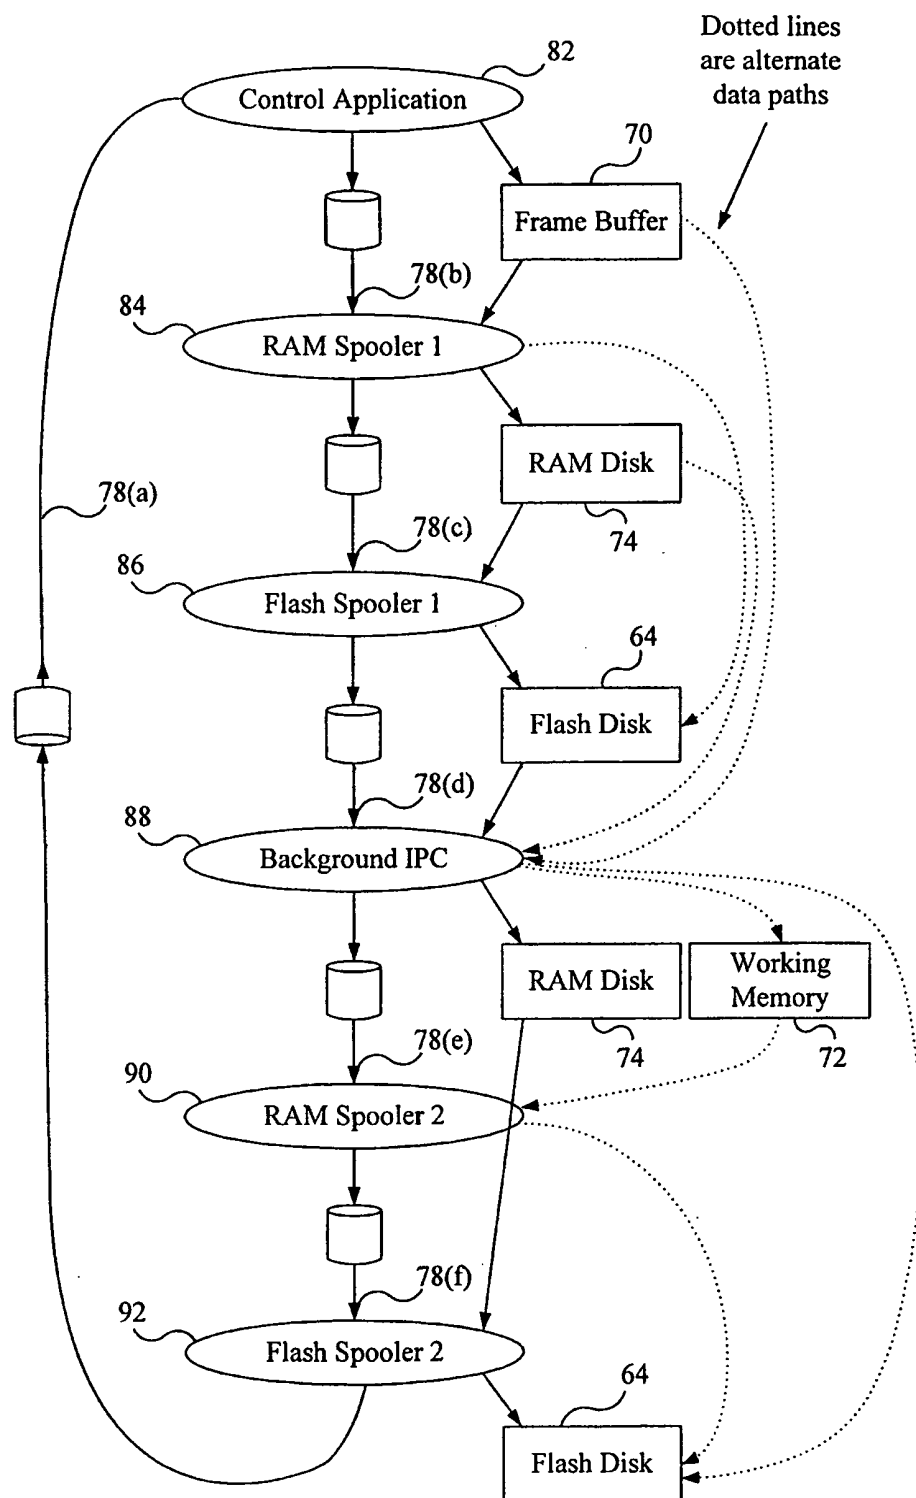 Dotted lines
are alternate
data paths
82
Control Application
70
Frame Buffer
78(b)
84
RAM Spooler 1
RAM Disk
78(a)
74
78(c)
86
Flash Spooler 1
64
Flash Disk
78(d)
88
Background IPC
RAM Disk
Working
Memory
74
72
78(e)
90
RAM Spooler 2
78(f)
92
Flash Spooler 2
64
Flash Disk